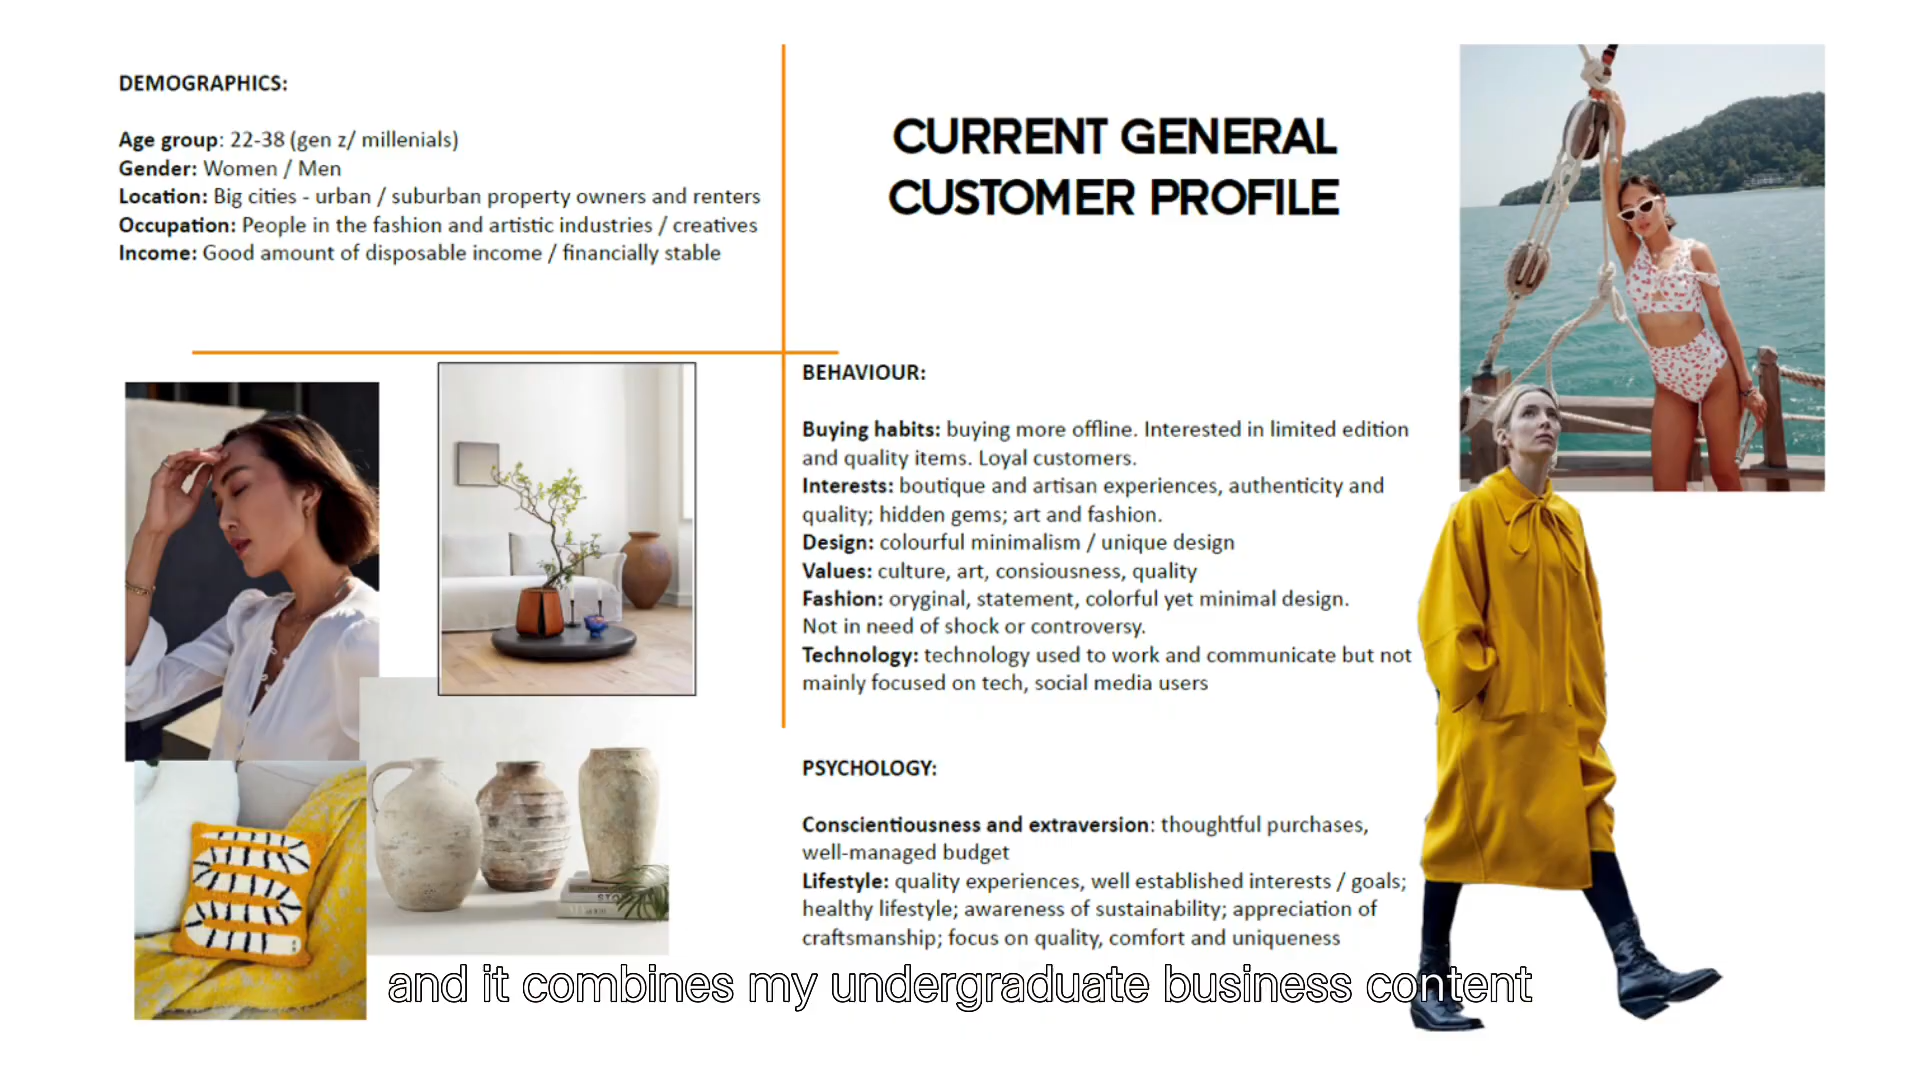 DEMOGRAPHICS:
Age group: 22-38 (gen z/ millenials)
Gender: Women / Men
Location: Big cities - urban / suburban property owners and renters
Occupation: People in the fashion and artistic industries / creatives
Income: Good amount of disposable income / financially stable
CURRENT GENERAL
CUSTOMER PROFILE
BEHAVIOUR:
Buying habits: buying more offline. Interested in limited edition
and quality items. Loyal customers.
Interests: boutique and artisan experiences, authenticity and
quality; hidden gems; art and fashion.
Design: colourful minimalism / unique design
Values: culture, art, consiousness, quality
Fashion: oryginal, statement, colorful yet minimal design.
Not in need of shock or controversy.
Technology: technology used to work and communicate but not
mainly focused on tech, social media users
PSYCHOLOGY:
Conscientiousness and extraversion: thoughtful purchases,
well-managed budget
Lifestyle: quality experiences, well established interests / goals;
healthy lifestyle; awareness of sustainability; appreciation of
craftsmanship; focus on quality, comfort and uniqueness
and it combines my undergraduate business content